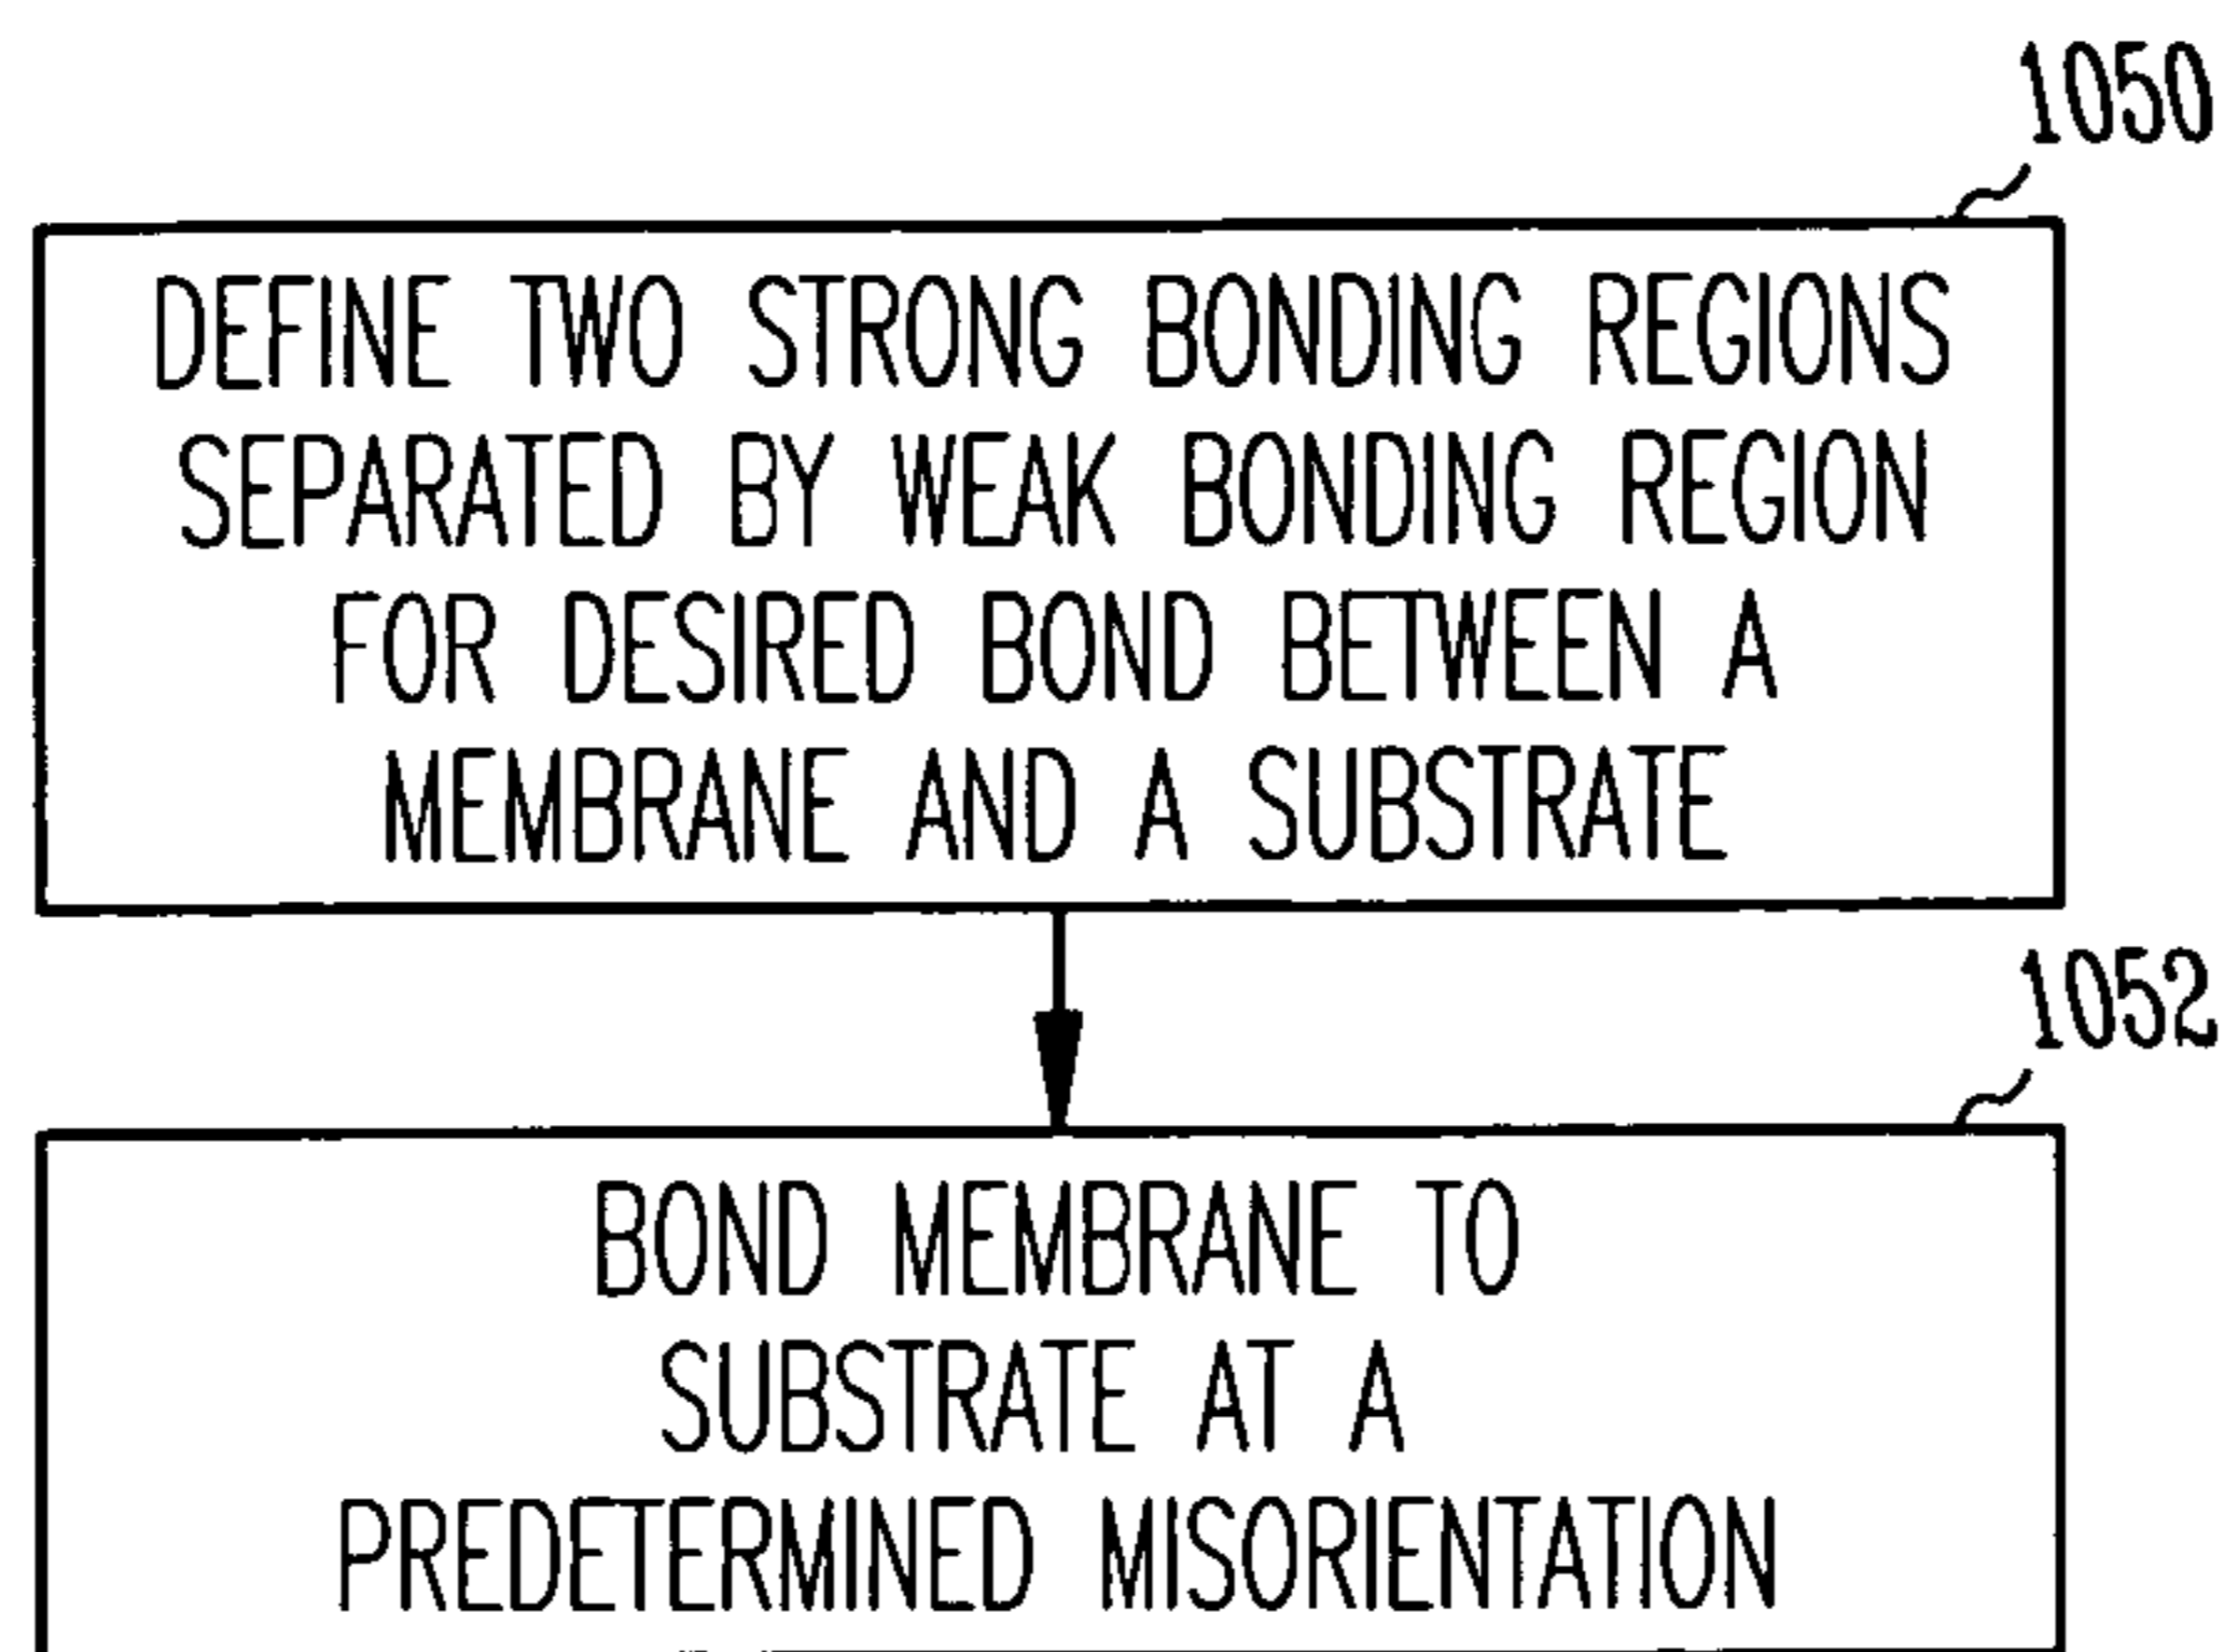 1050
DEFINE TWO STRONG BONDING REGIONS
SEPARATED BY WEAK BONDING REGION
FOR DESIRED BOND BETWEEN A
MEMBRANE AND A SUBSTRATE
1052
BOND MEMBRANE TO
SUBSTRATE AT A
PREDETERMINED MISORIENTATION